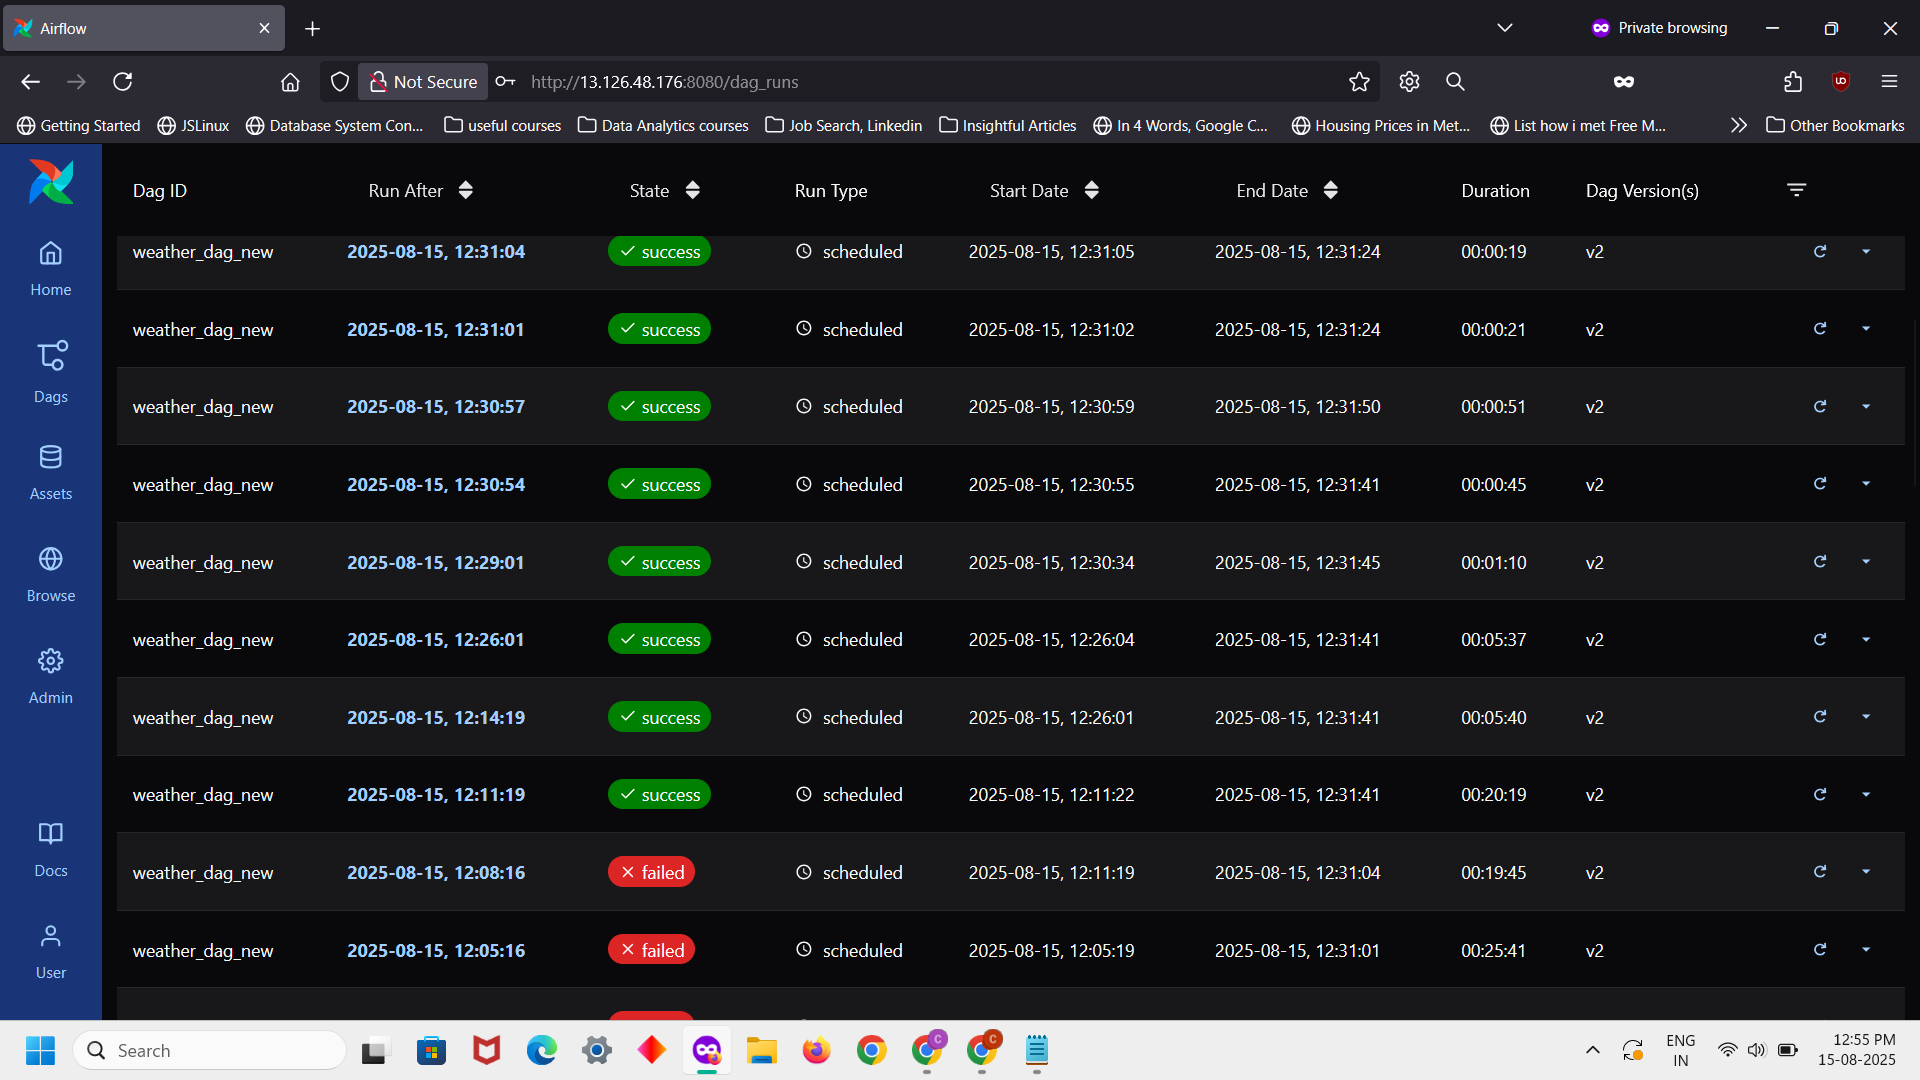 Airflow
Private browsing
Not Secure
http://13.126.48.176:8080/dag_runs
Getting Started JSLinux Database System Con... useful courses Data Analytics courses Job Search, Linkedin Insightful Articles In 4 Words, Google C... Housing Prices in Met... List how i met Free M... Other Bookmarks
Dag ID Run After State Run Type Start Date End Date Duration Dag Version(s)
weather_dag_new 2025-08-15, 12:31:04 success scheduled 2025-08-15, 12:31:05 2025-08-15, 12:31:24 00:00:19 v2
weather_dag_new 2025-08-15, 12:31:01 success scheduled 2025-08-15, 12:31:02 2025-08-15, 12:31:24 00:00:21 v2
weather_dag_new 2025-08-15, 12:30:57 success scheduled 2025-08-15, 12:30:59 2025-08-15, 12:31:50 00:00:51 v2
weather_dag_new 2025-08-15, 12:30:54 success scheduled 2025-08-15, 12:30:55 2025-08-15, 12:31:41 00:00:45 v2
weather_dag_new 2025-08-15, 12:29:01 success scheduled 2025-08-15, 12:30:34 2025-08-15, 12:31:45 00:01:10 v2
weather_dag_new 2025-08-15, 12:26:01 success scheduled 2025-08-15, 12:26:04 2025-08-15, 12:31:41 00:05:37 v2
weather_dag_new 2025-08-15, 12:14:19 success scheduled 2025-08-15, 12:26:01 2025-08-15, 12:31:41 00:05:40 v2
weather_dag_new 2025-08-15, 12:11:19 success scheduled 2025-08-15, 12:11:22 2025-08-15, 12:31:41 00:20:19 v2
weather_dag_new 2025-08-15, 12:08:16 failed scheduled 2025-08-15, 12:11:19 2025-08-15, 12:31:04 00:19:45 v2
weather_dag_new 2025-08-15, 12:05:16 failed scheduled 2025-08-15, 12:05:19 2025-08-15, 12:31:01 00:25:41 v2
Home
Dags
Assets
Browse
Admin
Docs
User
Search
C
C
ENG
IN
12:55 PM
15-08-2025